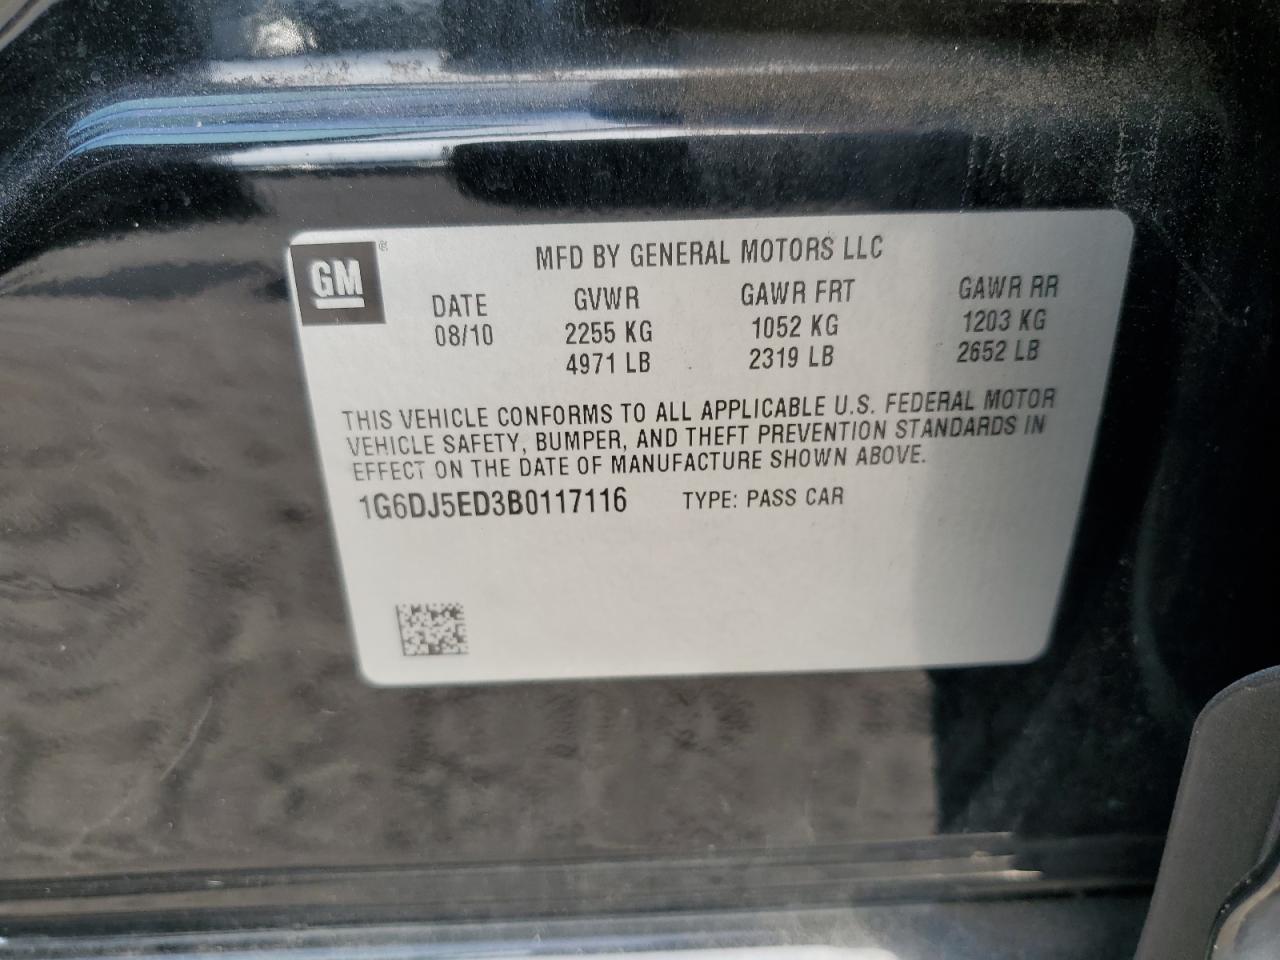 GM
MFD BY GENERAL MOTORS LLC
DATE GVWR GAWR FRT GAWR RR
08/10 2255 KG 1052 KG 1203 KG
4971 LB 2319 LB 2652 LB
THIS VEHICLE CONFORMS TO ALL APPLICABLE U.S. FEDERAL MOTOR
VEHICLE SAFETY, BUMPER, AND THEFT PREVENTION STANDARDS IN
EFFECT ON THE DATE OF MANUFACTURE SHOWN ABOVE.
1G6DJ5ED3B0117116 TYPE: PASS CAR